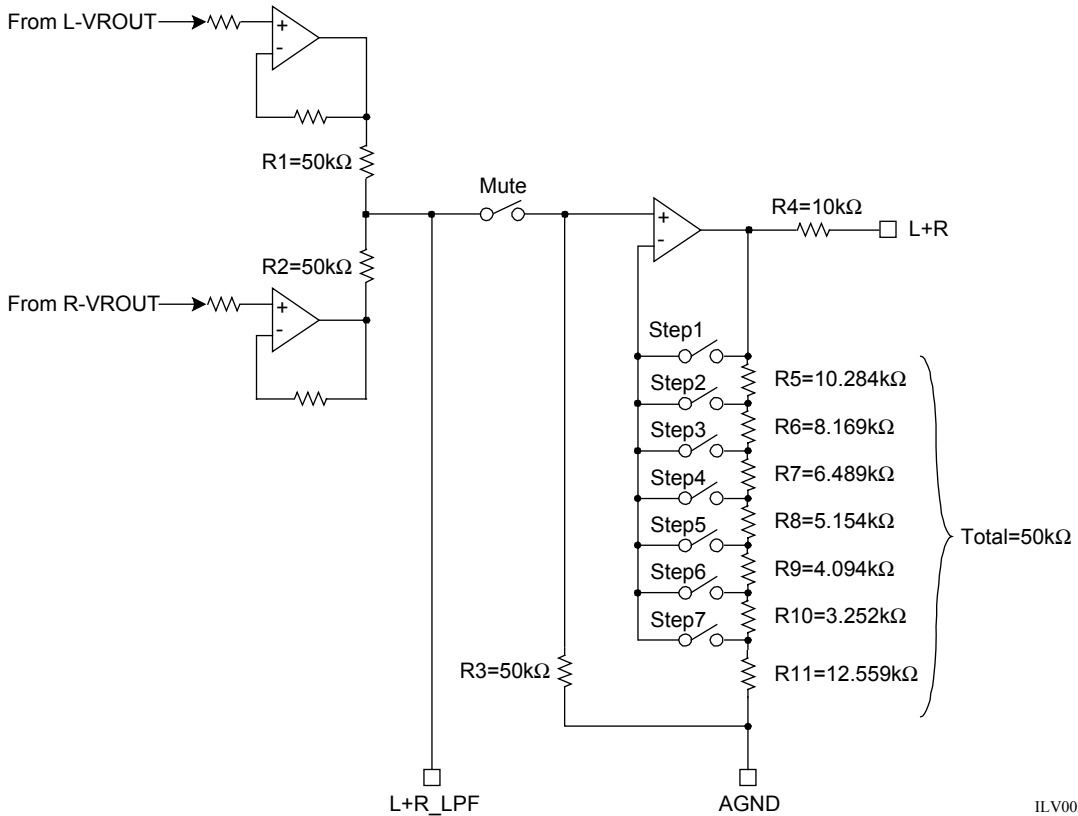 From L-VROUT
+
-
R1=50kΩ
Mute
+
-
R4=10kΩ
L+R
R2=50kΩ
From R-VROUT
+
-
Step1
R5=10.284kΩ
Step2
R6=8.169kΩ
Step3
R7=6.489kΩ
Step4
R8=5.154kΩ
Step5
Total=50kΩ
R9=4.094kΩ
Step6
R10=3.252kΩ
Step7
R3=50kΩ
R11=12.559kΩ
L+R_LPF
AGND
ILV00